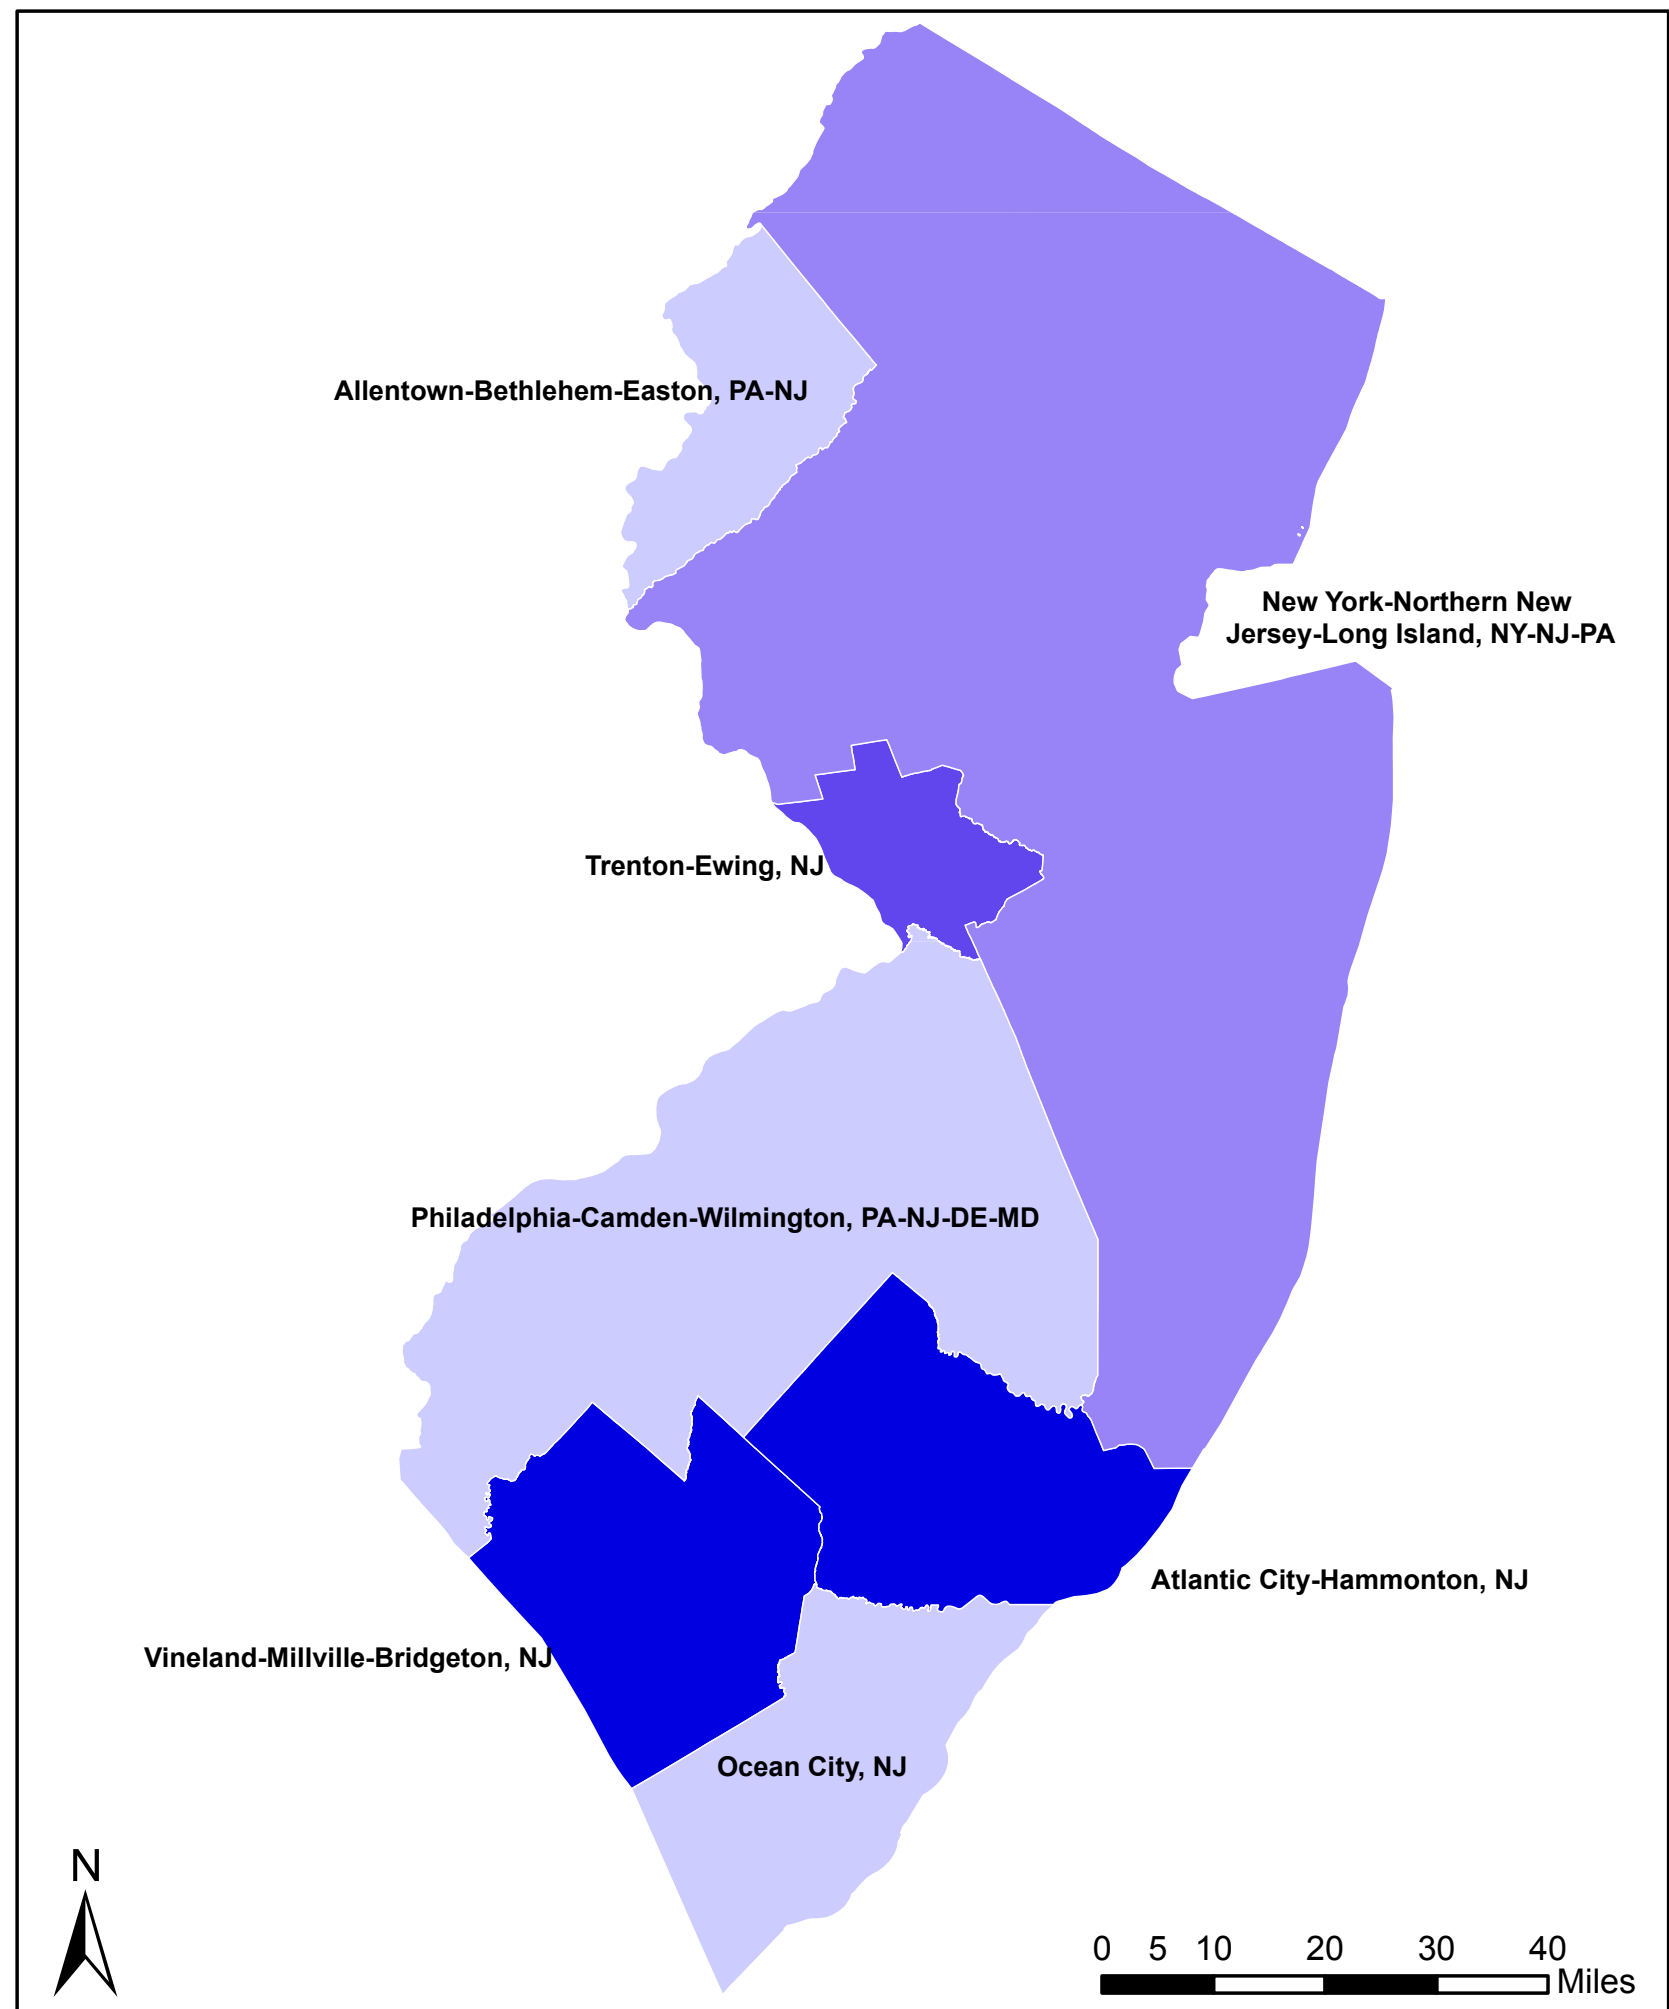 Allentown-Bethlehem-Easton, PA-NJ
New York-Northern New
Jersey-Long Island, NY-NJ-PA
Trenton-Ewing, NJ
Philadelphia-Camden-Wilmington, PA-NJ-DE-MD
Atlantic City-Hammonton, NJ
Vineland-Millville-Bridgeton, NJ
Ocean City, NJ
N
0 5 10 20 30 40
Miles